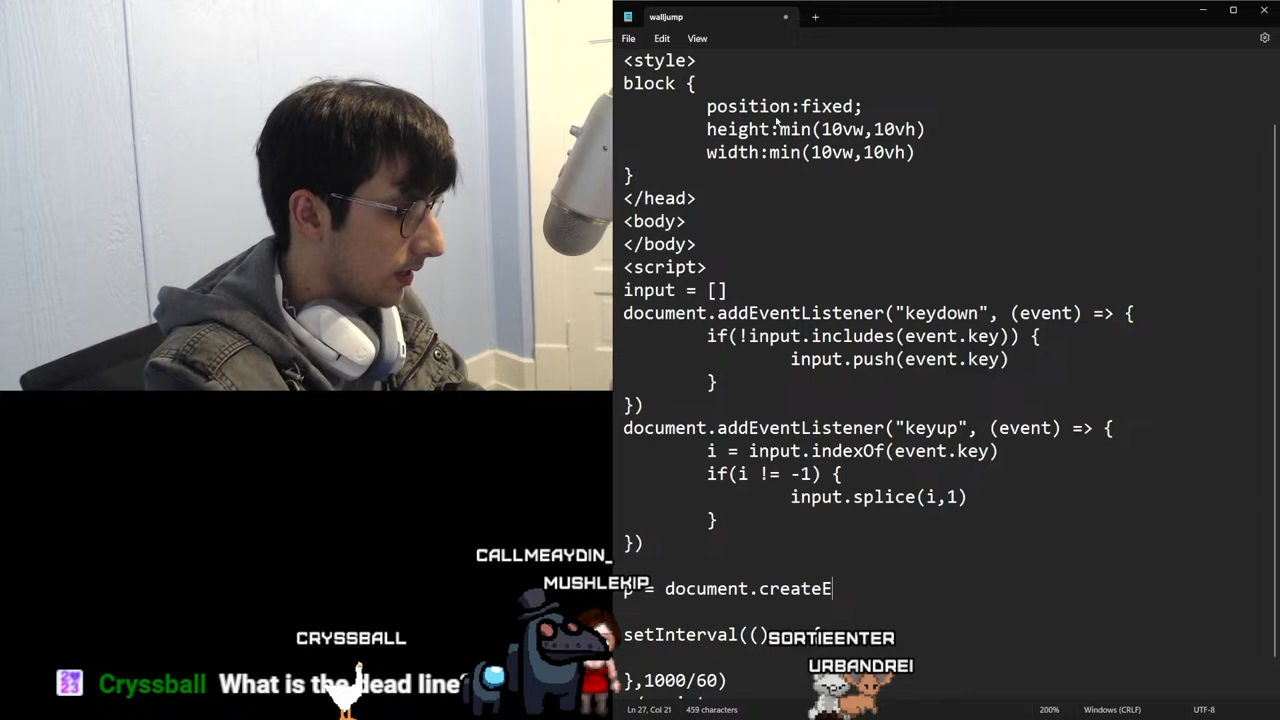 walljump
File Edit View
<style>
block {
position:fixed;
height:min(10vw,10vh)
width:min(10vw,10vh)
}
</head>
<body>
</body>
<script>
input = []
document.addEventListener("keydown", (event) => {
if(!input.includes(event.key)) {
input.push(event.key)
}
})
document.addEventListener("keyup", (event) => {
i = input.indexOf(event.key)
if(i != -1) {
input.splice(i,1)
}
})
p = document.createE
setInterval(()
},1000/60)
CALLMEAYDIN_
MUSHLEKIP
CRYSSBALL
SORTIEENTER
URBANDREI
Cryssball What is the dead line?
Ln 27, Col 21 459 characters 200% Windows (CRLF) UTF-8